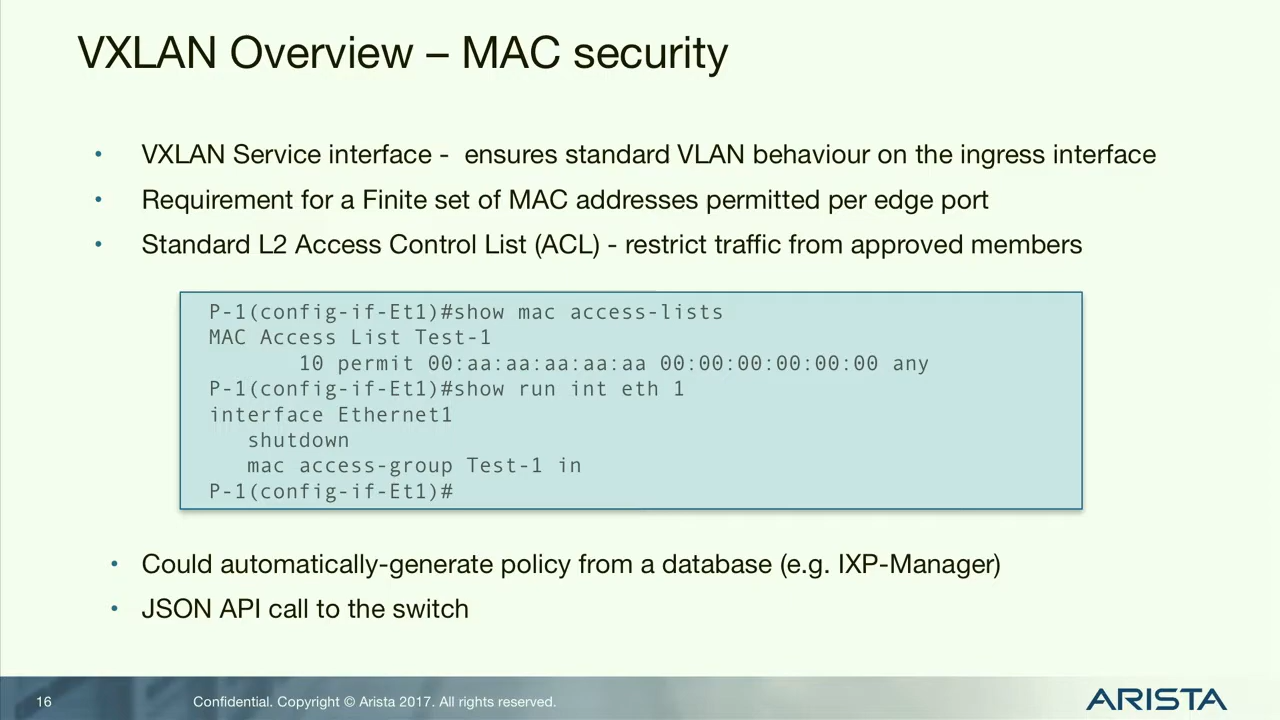 VXLAN Overview – MAC security
• VXLAN Service interface - ensures standard VLAN behaviour on the ingress interface
• Requirement for a Finite set of MAC addresses permitted per edge port
• Standard L2 Access Control List (ACL) - restrict traffic from approved members
P-1(config-if-Et1)#show mac access-lists
MAC Access List Test-1
10 permit 00:aa:aa:aa:aa:aa 00:00:00:00:00:00 any
P-1(config-if-Et1)#show run int eth 1
interface Ethernet1
shutdown
mac access-group Test-1 in
P-1(config-if-Et1)#
• Could automatically-generate policy from a database (e.g. IXP-Manager)
• JSON API call to the switch
16
Confidential. Copyright © Arista 2017. All rights reserved.
ARISTA